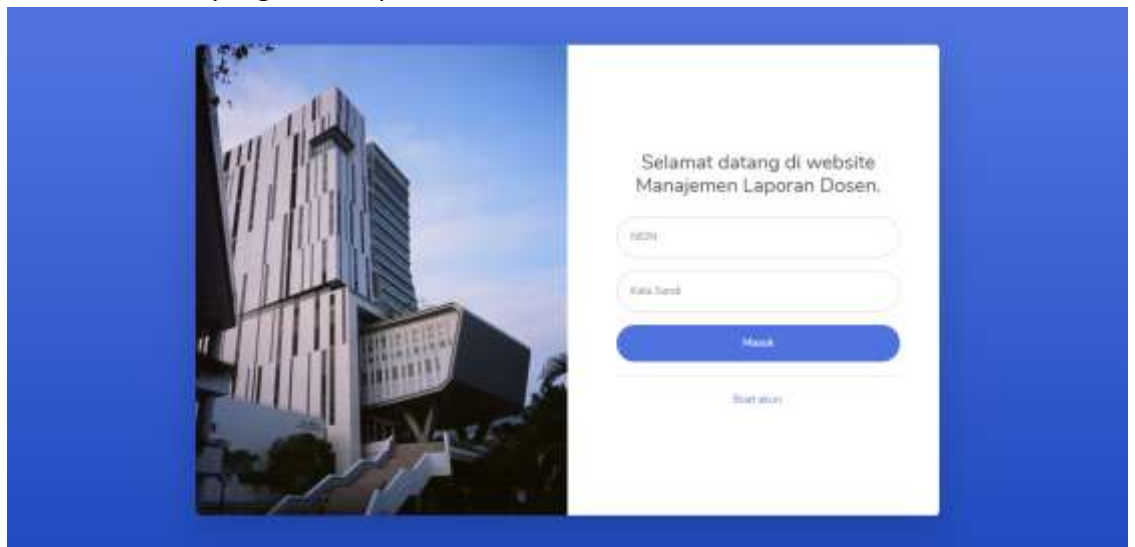 Selamat datang di website
Manajemen Laporan Dosen.
NIDN
Kata Sandi
Masuk
Buat akun